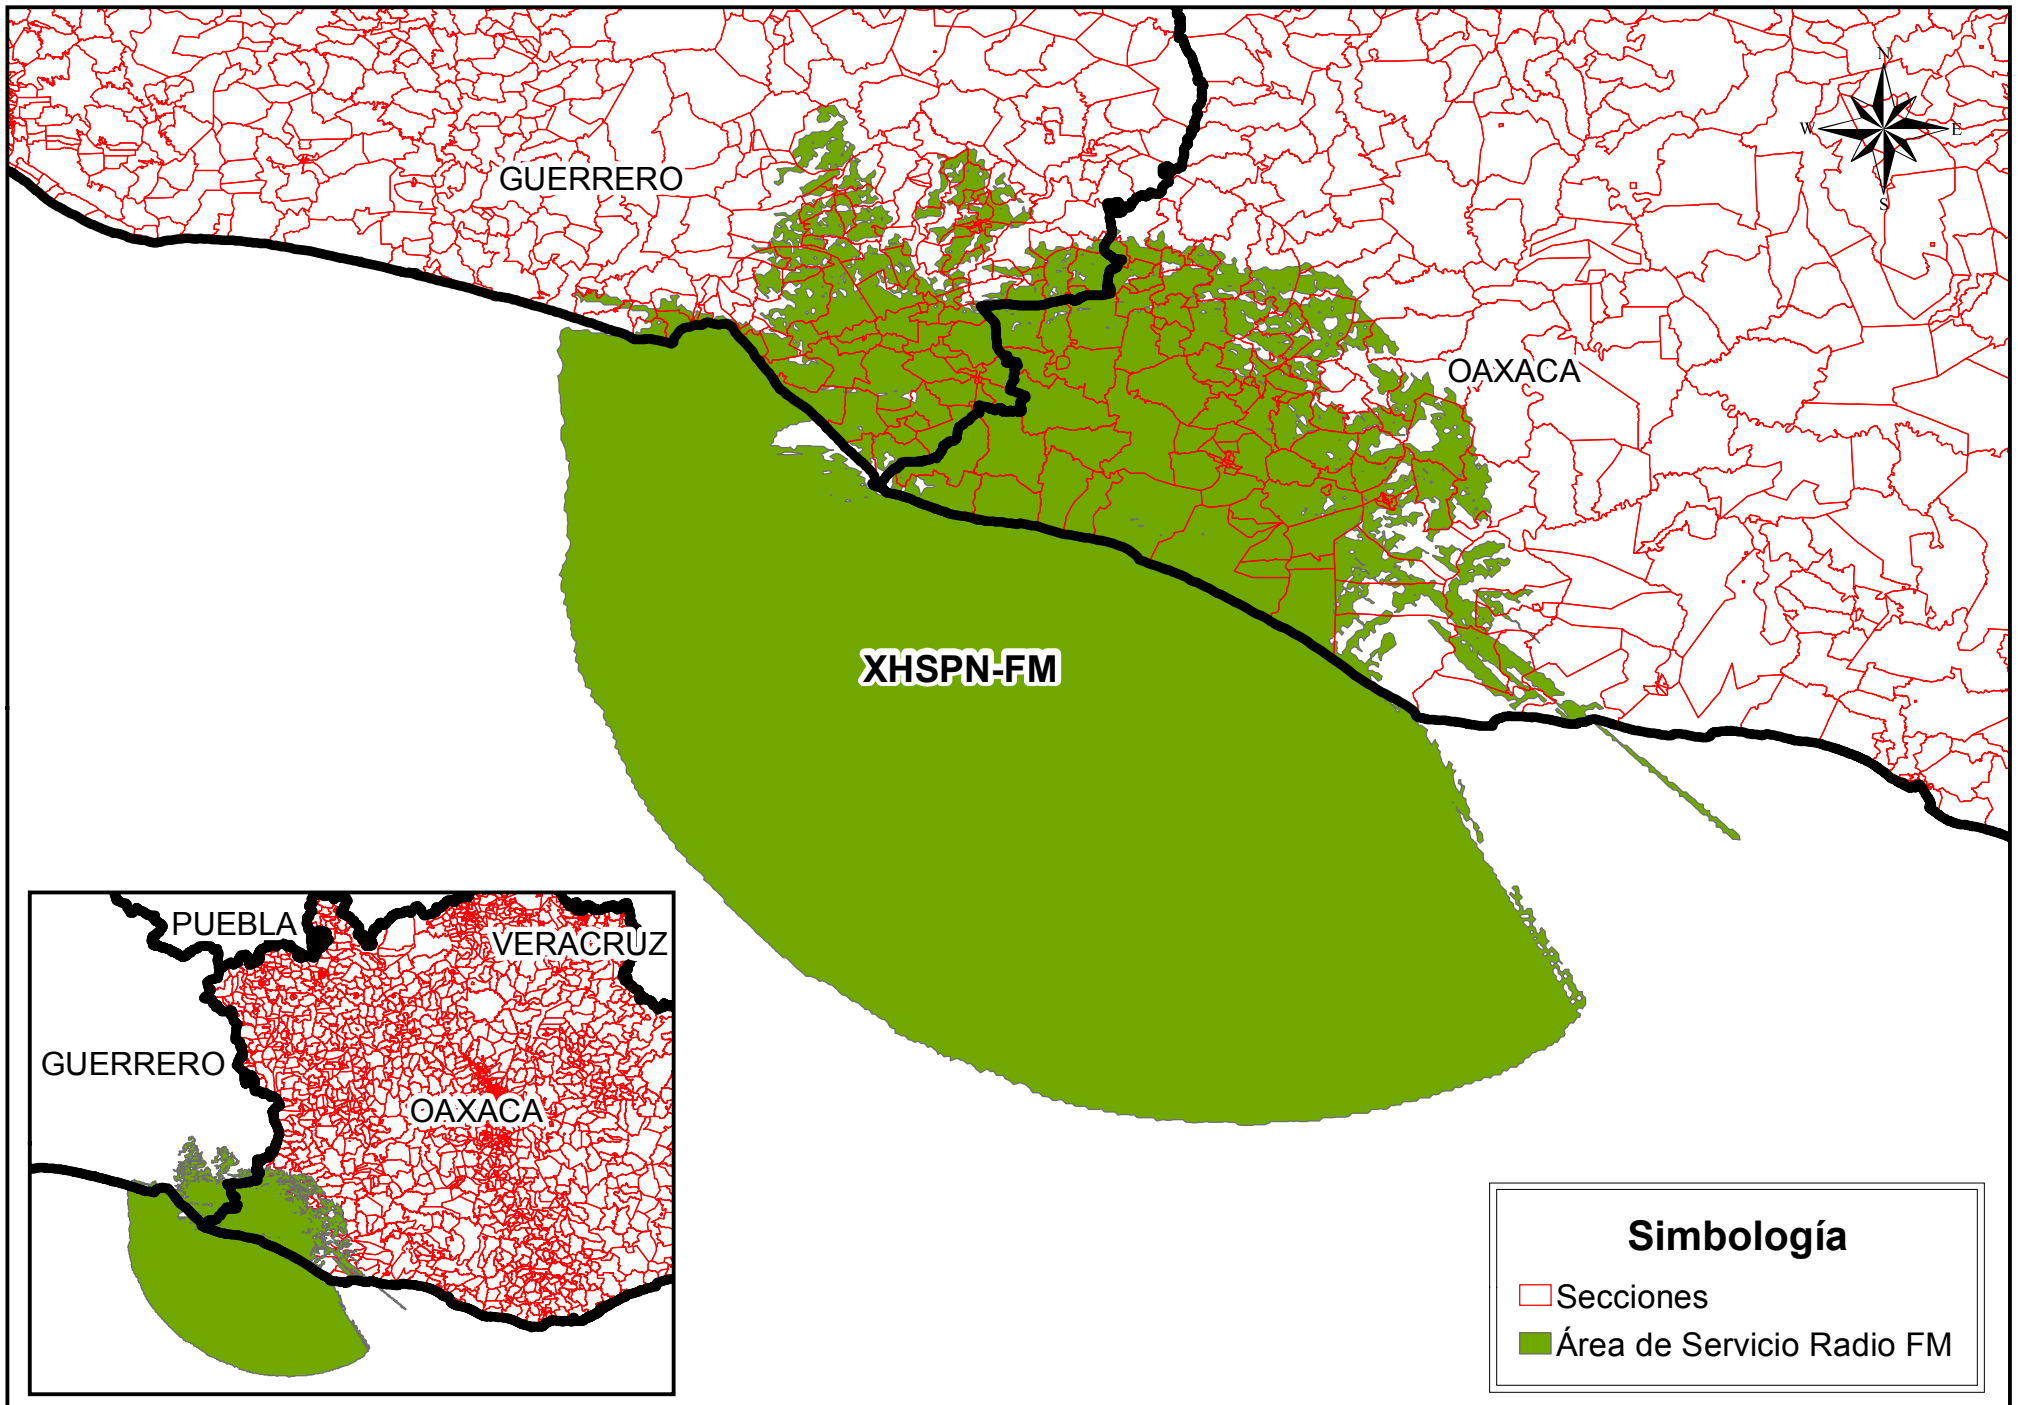 N
W E
S
GUERRERO
OAXACA
XHSPN-FM
PUEBLA
VERACRUZ
GUERRERO
OAXACA
Simbología
Secciones
Área de Servicio Radio FM